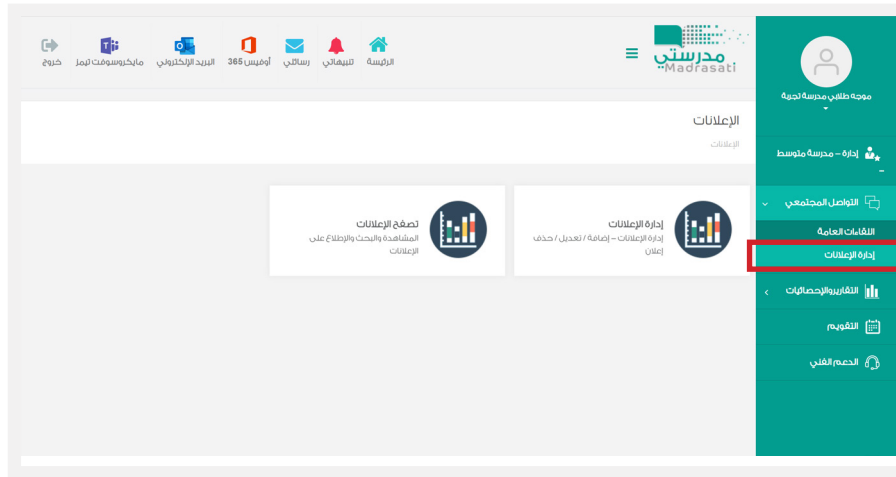 الرئيسة
تنبيهاتي
رسائلي
أوفيس 365
البريد الإلكتروني
مايكروسوفت تيمز
خروج
مدرستي
Madrasati
موجه طلابي مدرسة تجربة
إدارة – مدرسة متوسط
–
التواصل المجتمعي
اللقاءات العامة
إدارة الإعلانات
التقارير والإحصائيات
التقويم
الدعم الفني
الإعلانات
الإعلانات
إدارة الإعلانات
إدارة الإعلانات – إضافة / تعديل / حذف
إعلان
تصفح الإعلانات
المشاهدة والبحث والإطلاع على
الإعلانات